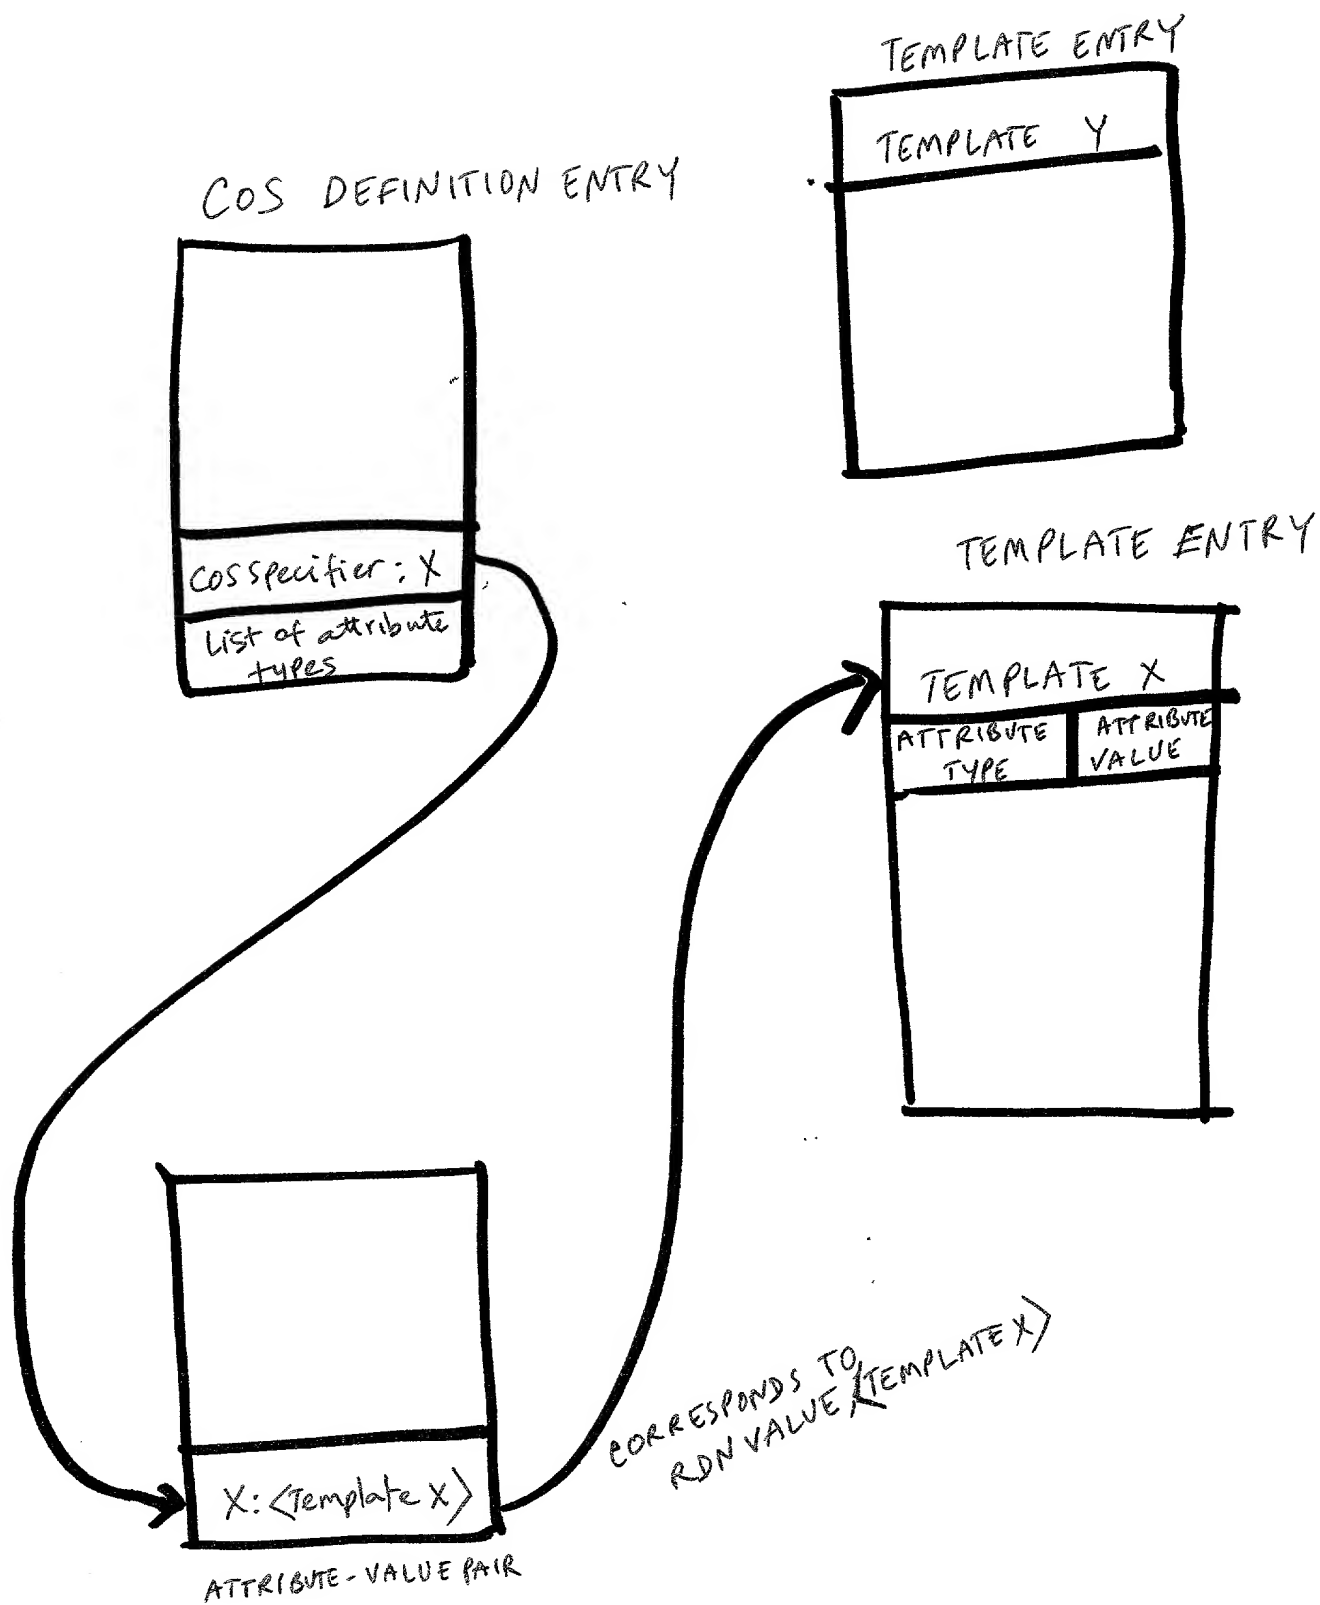 TEMPLATE ENTRY
TEMPLATE Y
COS DEFINITION ENTRY
COSSpecifier: X
List of attribute
types
TEMPLATE ENTRY
TEMPLATE X
ATTRIBUTE
TYPE
ATTRIBUTE
VALUE
CORRESPONDS TO
RDN VALUE, <TEMPLATE X>
X: <Template X>
ATTRIBUTE-VALUE PAIR